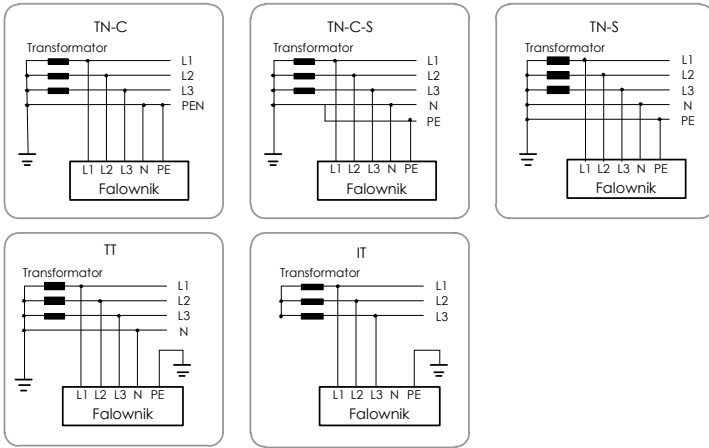 TN-C
Transformator
L1
L2
L3
PEN
L1 L2 L3 N PE
Falownik
TN-C-S
Transformator
L1
L2
L3
N
PE
L1 L2 L3 N PE
Falownik
TN-S
Transformator
L1
L2
L3
N
PE
L1 L2 L3 N PE
Falownik
TT
Transformator
L1
L2
L3
N
L1 L2 L3 N PE
Falownik
IT
Transformator
L1
L2
L3
L1 L2 L3 N PE
Falownik